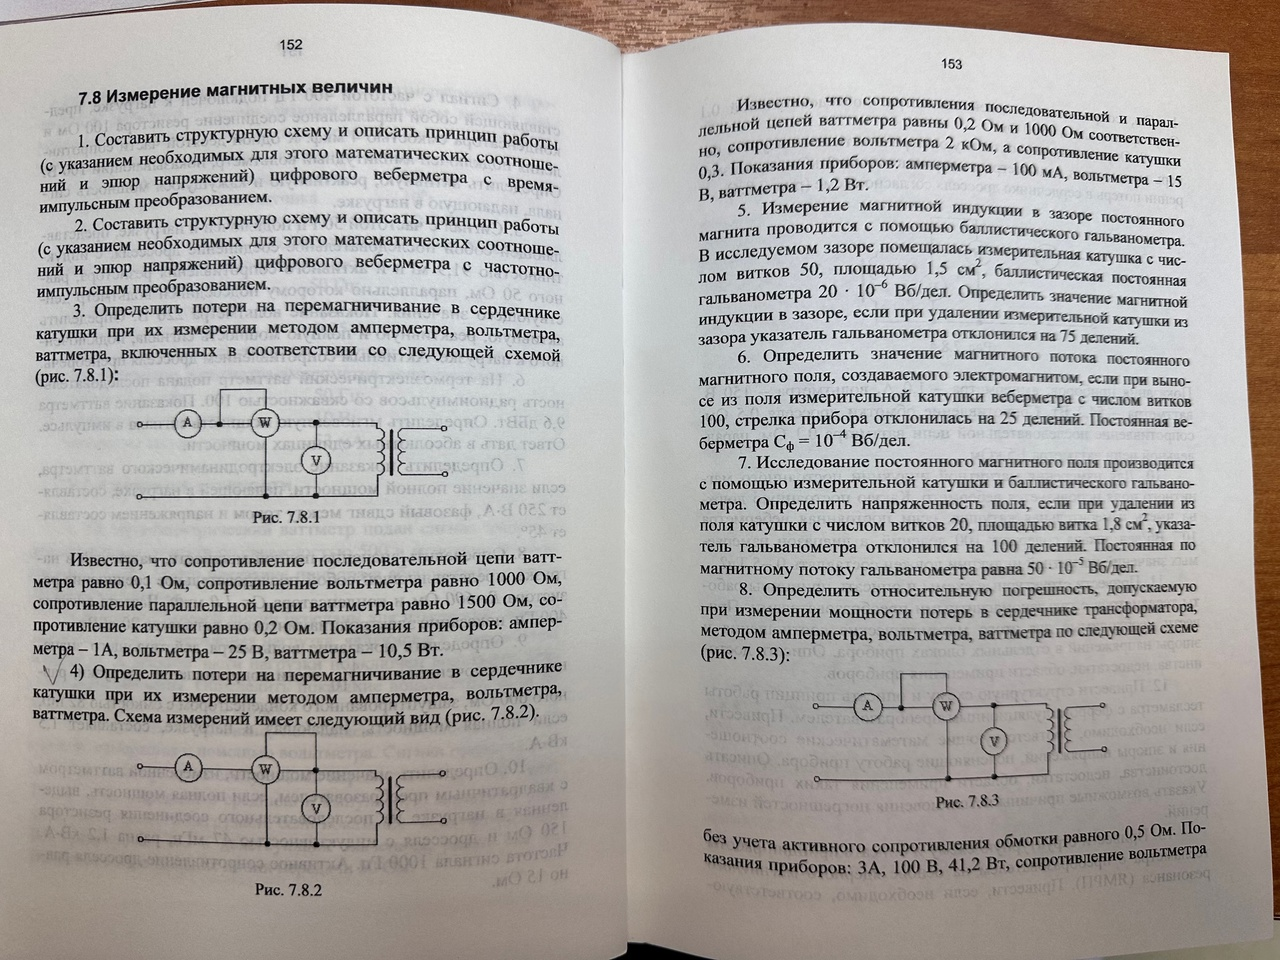 152
7.8 Измерение магнитных величин
1. Составить структурную схему и описать принцип работы
(с указанием необходимых для этого математических соотноше-
ний и эпюр напряжений) цифрового веберметра с время-
импульсным преобразованием.
2. Составить структурную схему и описать принцип работы
(с указанием необходимых для этого математических соотноше-
ний и эпюр напряжений) цифрового веберметра с частотно-
импульсным преобразованием.
3. Определить потери на перемагничивание в сердечнике
катушки при их измерении методом амперметра, вольтметра,
ваттметра, включенных в соответствии со следующей схемой
(рис. 7.8.1):
A W
V
Рис. 7.8.1
Известно, что сопротивление последовательной цепи ватт-
метра равно 0,1 Ом, сопротивление вольтметра равно 1000 Ом,
сопротивление параллельной цепи ваттметра равно 1500 Ом, со-
противление катушки равно 0,2 Ом. Показания приборов: ампер-
метра – 1А, вольтметра – 25 В, ваттметра – 10,5 Вт.
4) Определить потери на перемагничивание в сердечнике
катушки при их измерении методом амперметра, вольтметра,
ваттметра. Схема измерений имеет следующий вид (рис. 7.8.2).
A W
V
Рис. 7.8.2
153
Известно, что сопротивления последовательной и парал-
лельной цепей ваттметра равны 0,2 Ом и 1000 Ом соответствен-
но, сопротивление вольтметра 2 кОм, а сопротивление катушки
0,3. Показания приборов: амперметра – 100 мА, вольтметра – 15
В, ваттметра – 1,2 Вт.
5. Измерение магнитной индукции в зазоре постоянного
магнита проводится с помощью баллистического гальванометра.
В исследуемом зазоре помещалась измерительная катушка с чис-
лом витков 50, площадью 1,5 см², баллистическая постоянная
гальванометра 20 · 10⁻⁶ Вб/дел. Определить значение магнитной
индукции в зазоре, если при удалении измерительной катушки из
зазора указатель гальванометра отклонился на 75 делений.
6. Определить значение магнитного потока постоянного
магнитного поля, создаваемого электромагнитом, если при выно-
се из поля измерительной катушки веберметра с числом витков
100, стрелка прибора отклонилась на 25 делений. Постоянная ве-
берметра Cф = 10⁻⁴ Вб/дел.
7. Исследование постоянного магнитного поля производится
с помощью измерительной катушки и баллистического гальвано-
метра. Определить напряженность поля, если при удалении из
поля катушки с числом витков 20, площадью витка 1,8 см², указа-
тель гальванометра отклонился на 100 делений. Постоянная по
магнитному потоку гальванометра равна 50 · 10⁻⁵ Вб/дел.
8. Определить относительную погрешность, допускаемую
при измерении мощности потерь в сердечнике трансформатора,
методом амперметра, вольтметра, ваттметра по следующей схеме
(рис. 7.8.3):
A W
V
Рис. 7.8.3
без учета активного сопротивления обмотки равного 0,5 Ом. По-
казания приборов: 3А, 100 В, 41,2 Вт, сопротивление вольтметра